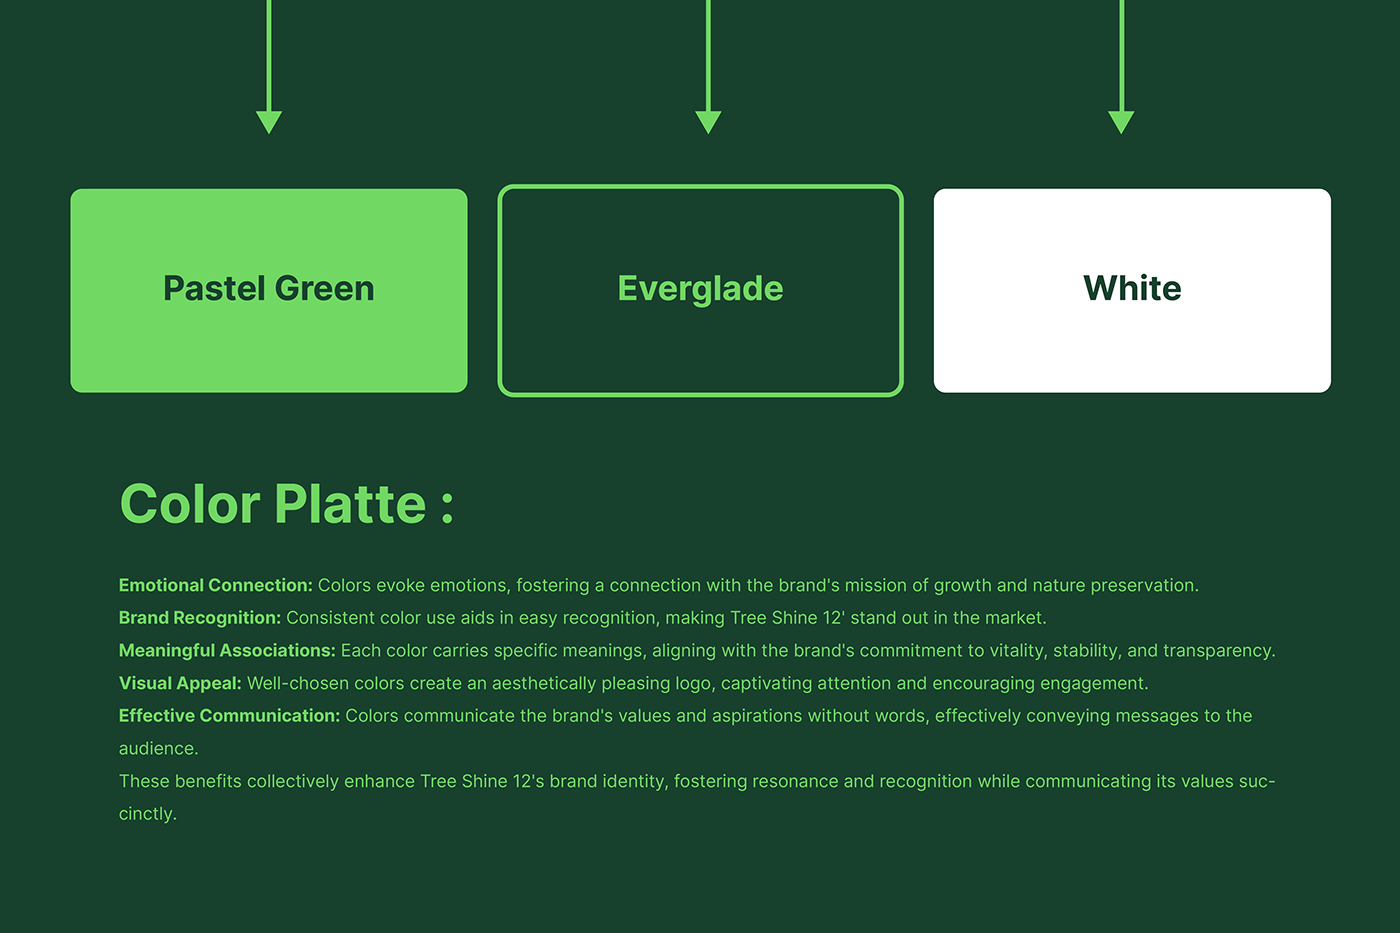 Pastel Green
Everglade
White
Color Platte :
Emotional Connection: Colors evoke emotions, fostering a connection with the brand's mission of growth and nature preservation.
Brand Recognition: Consistent color use aids in easy recognition, making Tree Shine 12' stand out in the market.
Meaningful Associations: Each color carries specific meanings, aligning with the brand's commitment to vitality, stability, and transparency.
Visual Appeal: Well-chosen colors create an aesthetically pleasing logo, captivating attention and encouraging engagement.
Effective Communication: Colors communicate the brand's values and aspirations without words, effectively conveying messages to the
audience.
These benefits collectively enhance Tree Shine 12's brand identity, fostering resonance and recognition while communicating its values suc-
cinctly.